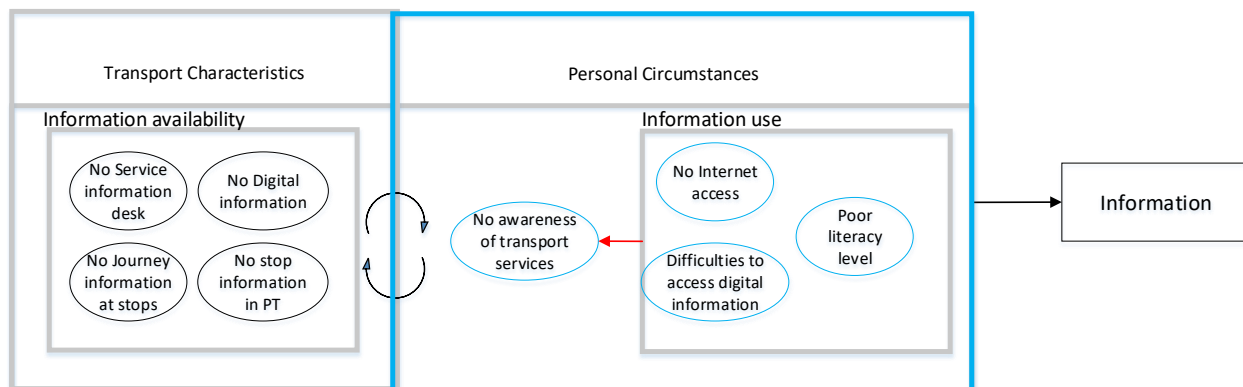 Transport Characteristics
Personal Circumstances
Information availability
Information use
No Service
information
desk
No Digital
information
No Journey
information
at stops
No stop
information
in PT
No awareness
of transport
services
No Internet
access
Poor
literacy
level
Difficulties to
access digital
information
Information